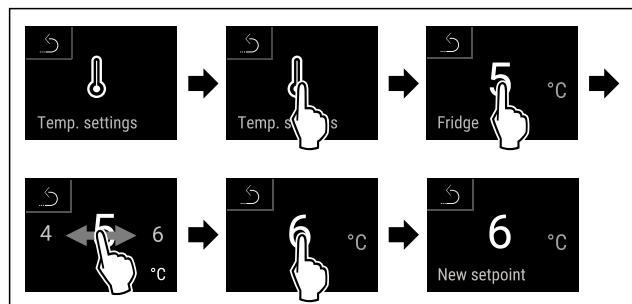 Temp. settings
Temp. s s
5 °C
Fridge
4 5 6
°C
6 °C
6 °C
New setpoint